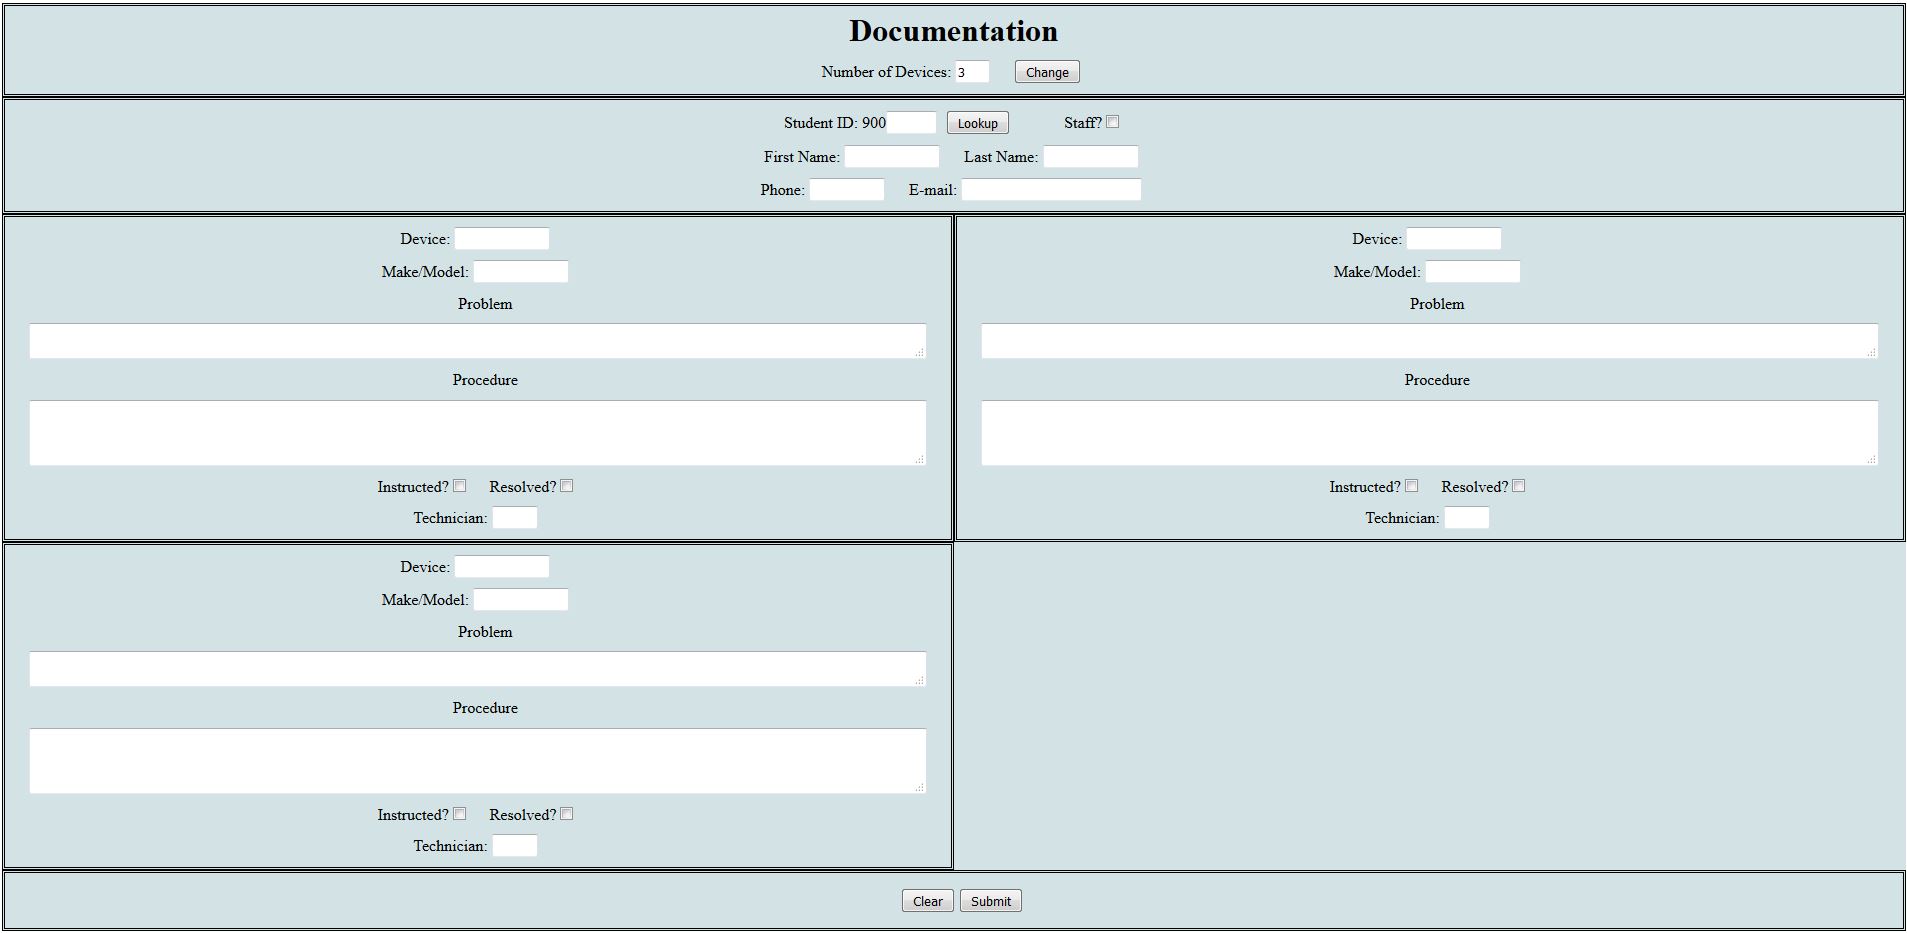 Documentation
Number of Devices: 3 Change
Student ID: 900 Lookup Staff?
First Name: Last Name:
Phone: E-mail:
Device:
Make/Model:
Problem
Procedure
Instructed? Resolved?
Technician:
Device:
Make/Model:
Problem
Procedure
Instructed? Resolved?
Technician:
Device:
Make/Model:
Problem
Procedure
Instructed? Resolved?
Technician:
Clear Submit